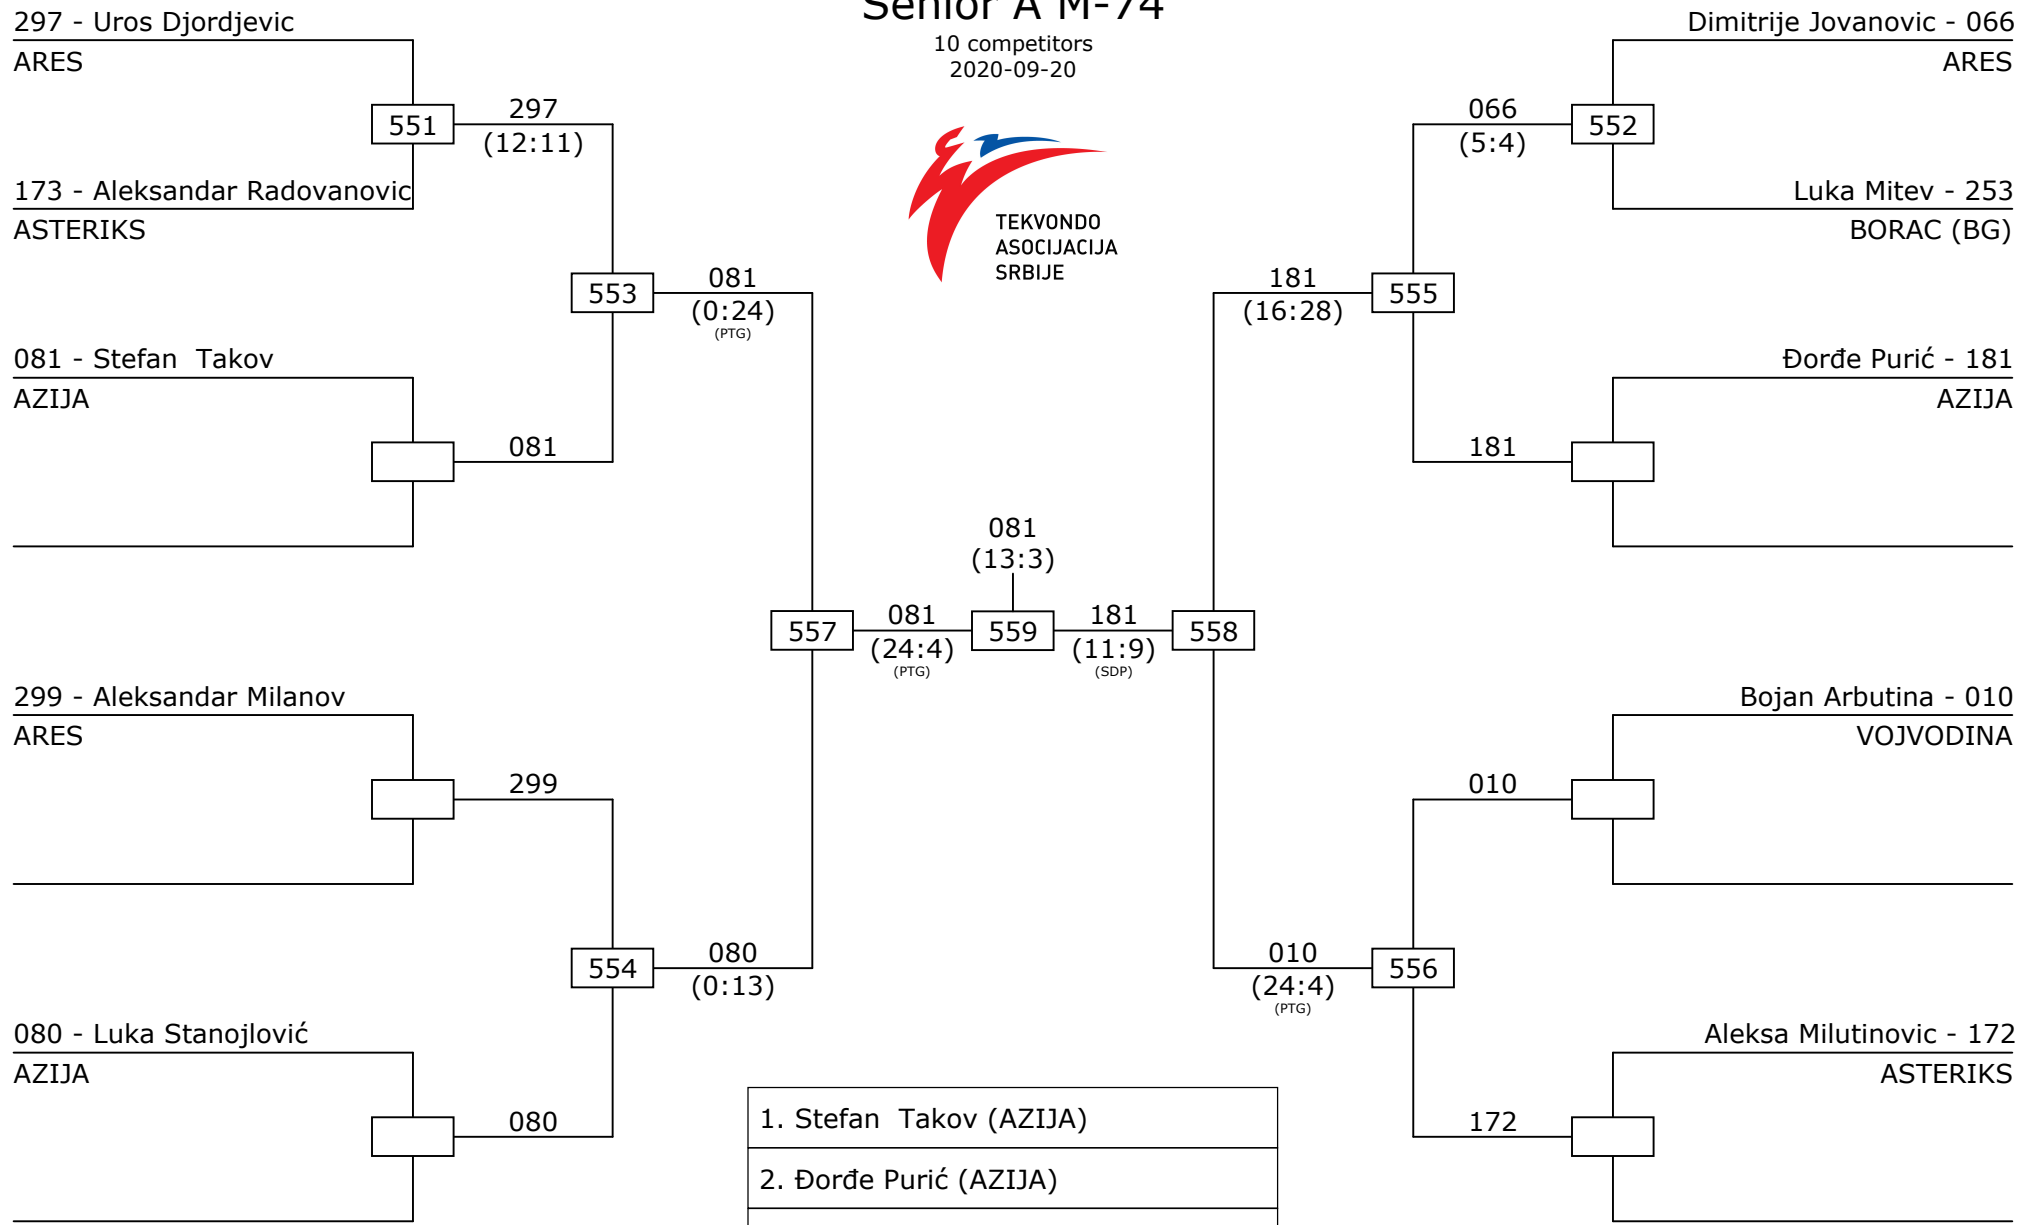 Senior A M-74
10 competitors
2020-09-20
TEKVONDO
ASOCIJACIJA
SRBIJE
297 - Uros Djordjevic
ARES
551
297
(12:11)
173 - Aleksandar Radovanovic
ASTERIKS
553
081
(0:24)
(PTG)
081 - Stefan  Takov
AZIJA
081
299 - Aleksandar Milanov
ARES
299
554
080
(0:13)
080 - Luka Stanojlović
AZIJA
080
557
081
(24:4)
(PTG)
081
(13:3)
559
181
(11:9)
(SDP)
558
Dimitrije Jovanovic - 066
ARES
066
(5:4)
552
Luka Mitev - 253
BORAC (BG)
181
(16:28)
555
Đorđe Purić - 181
AZIJA
181
Bojan Arbutina - 010
VOJVODINA
010
010
(24:4)
(PTG)
556
Aleksa Milutinovic - 172
ASTERIKS
172
1. Stefan  Takov (AZIJA)
2. Đorđe Purić (AZIJA)